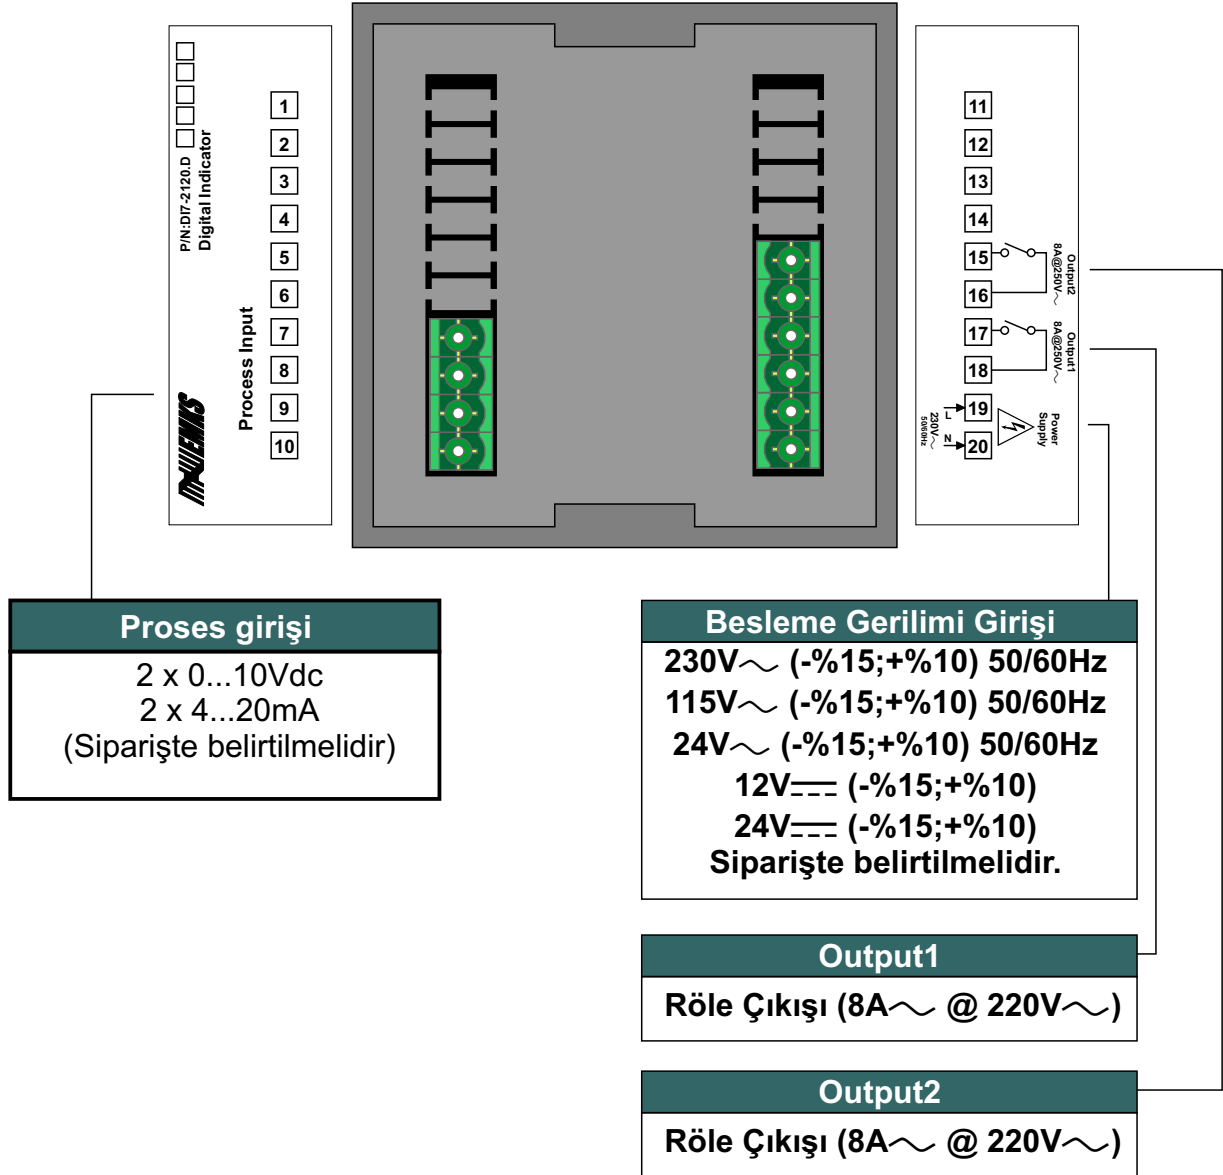 P/N:DI7-2120.D
Digital Indicator
Process Input
1
2
3
4
5
6
7
8
9
10
11
12
13
14
15
16
17
18
19
20
Output2
8A@250V～
Output1
8A@250V～
Power
Supply
L
N
230V～
50/60Hz
Proses girişi
2 x 0...10Vdc
2 x 4...20mA
(Siparişte belirtilmelidir)
Besleme Gerilimi Girişi
230V～ (-%15;+%10) 50/60Hz
115V～ (-%15;+%10) 50/60Hz
24V～ (-%15;+%10) 50/60Hz
12V⎓ (-%15;+%10)
24V⎓ (-%15;+%10)
Siparişte belirtilmelidir.
Output1
Röle Çıkışı (8A～ @ 220V～)
Output2
Röle Çıkışı (8A～ @ 220V～)